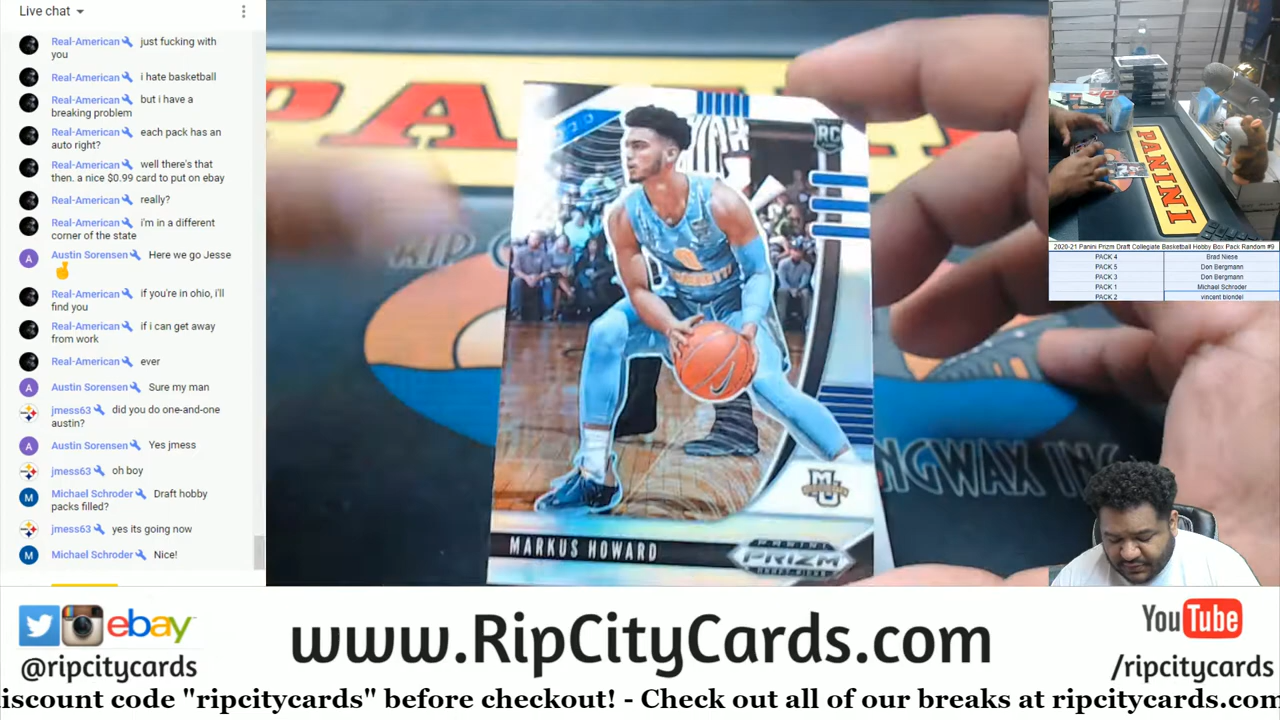 Live chat
Real-American just fucking with
you
Real-American i hate basketball
Real-American but i have a
breaking problem
Real-American each pack has an
auto right?
Real-American well there's that
then. a nice $0.99 card to put on ebay
Real-American really?
Real-American i'm in a different
corner of the state
A Austin Sorensen Here we go Jesse
🤞
Real-American if you're in ohio, i'll
find you
Real-American if i can get away
from work
Real-American ever
A Austin Sorensen Sure my man
jmess63 did you do one-and-one
austin?
A Austin Sorensen Yes jmess
jmess63 oh boy
M Michael Schroder Draft hobby
packs filled?
jmess63 yes its going now
M Michael Schroder Nice!
PANINI
RC
MU
MARKUS HOWARD
PANINI
PRIZM
NGWAX INC
PANINI
2020-21 Panini Prizm Draft Collegiate Basketball Hobby Box Pack Random #9
PACK 4 Brad Niese
PACK 5 Don Bergmann
PACK 3 Don Bergmann
PACK 1 Michael Schroder
PACK 2 vincent blondel
ebay
@ripcitycards
www.RipCityCards.com
YouTube
/ripcitycards
iscount code "ripcitycards" before checkout! - Check out all of our breaks at ripcitycards.com